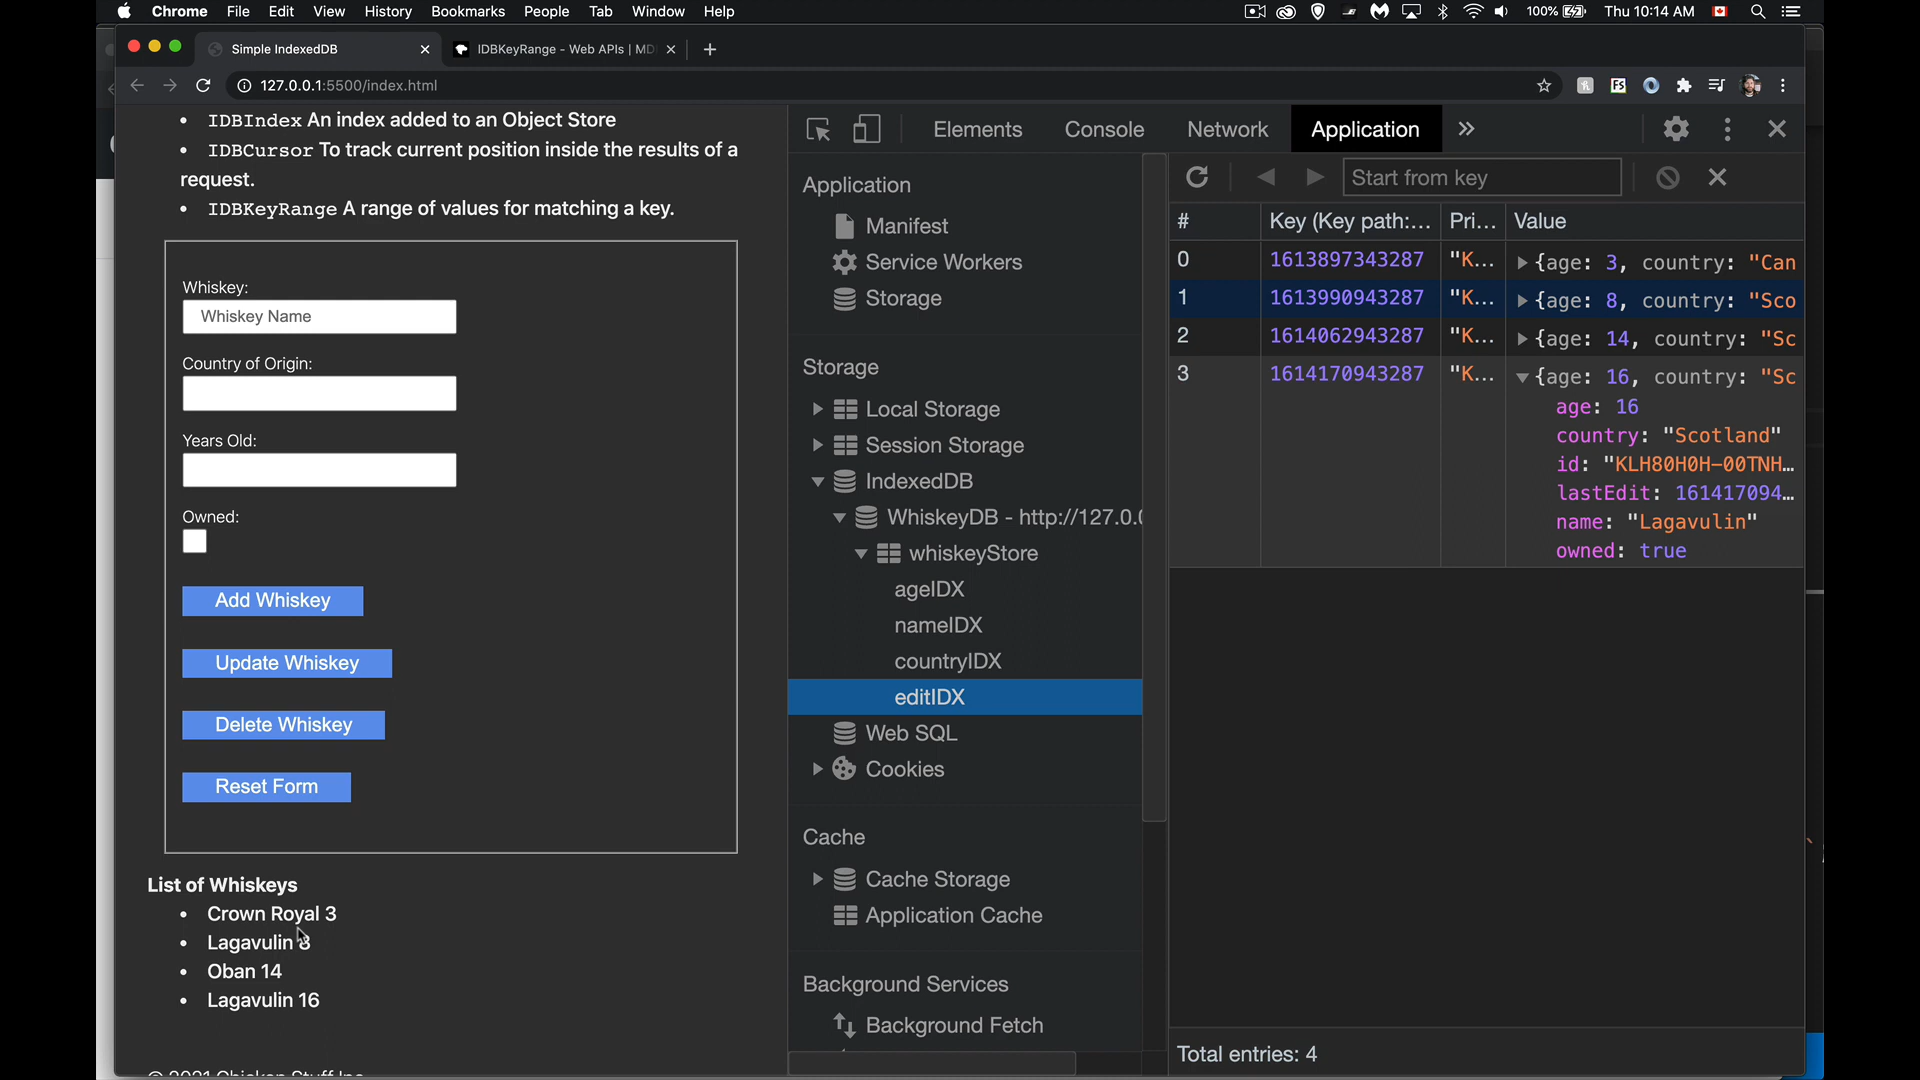 Chrome File Edit View History Bookmarks People Tab Window Help
100% Thu 10:14 AM
Simple IndexedDB
IDBKeyRange - Web APIs | MD
127.0.0.1:5500/index.html
IDBIndex An index added to an Object Store
IDBCursor To track current position inside the results of a
request.
IDBKeyRange A range of values for matching a key.
Whiskey:
Whiskey Name
Country of Origin:
Years Old:
Owned:
Add Whiskey
Update Whiskey
Delete Whiskey
Reset Form
List of Whiskeys
Crown Royal 3
Lagavulin 8
Oban 14
Lagavulin 16
Elements Console Network Application
Application
Manifest
Service Workers
Storage
Storage
Local Storage
Session Storage
IndexedDB
WhiskeyDB - http://127.0.0
whiskeyStore
ageIDX
nameIDX
countryIDX
editIDX
Web SQL
Cookies
Cache
Cache Storage
Application Cache
Background Services
Background Fetch
Start from key
# Key (Key path:... Pri... Value
0 1613897343287 "K... {age: 3, country: "Can
1 1613990943287 "K... {age: 8, country: "Sco
2 1614062943287 "K... {age: 14, country: "Sc
3 1614170943287 "K... {age: 16, country: "Sc
age: 16
country: "Scotland"
id: "KLH80H0H-00TNH...
lastEdit: 161417094...
name: "Lagavulin"
owned: true
Total entries: 4